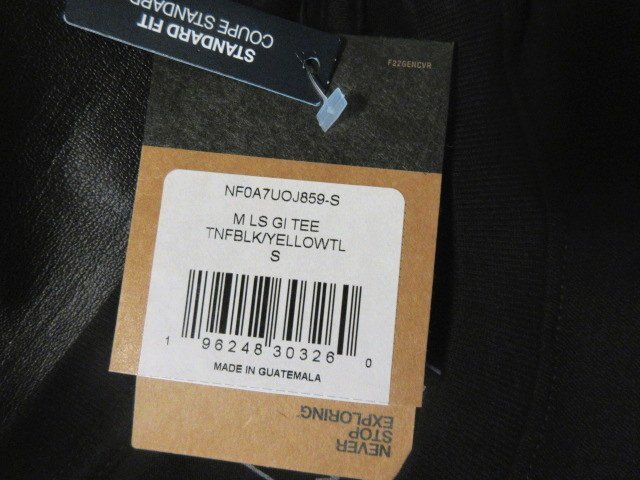 STANDARD FIT
COUPE STANDARD
F22GENCVR
NF0A7UOJ859-S
M LS GI TEE
TNFBLK/YELLOWTL
S
1 96248 30326 0
MADE IN GUATEMALA
NEVER
STOP
EXPLORING